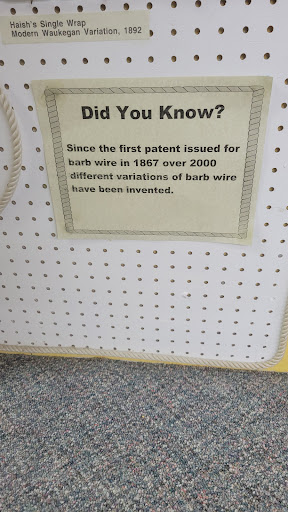 Haish's Single Wrap
Modern Waukegan Variation, 1892
Did You Know?
Since the first patent issued for
barb wire in 1867 over 2000
different variations of barb wire
have been invented.